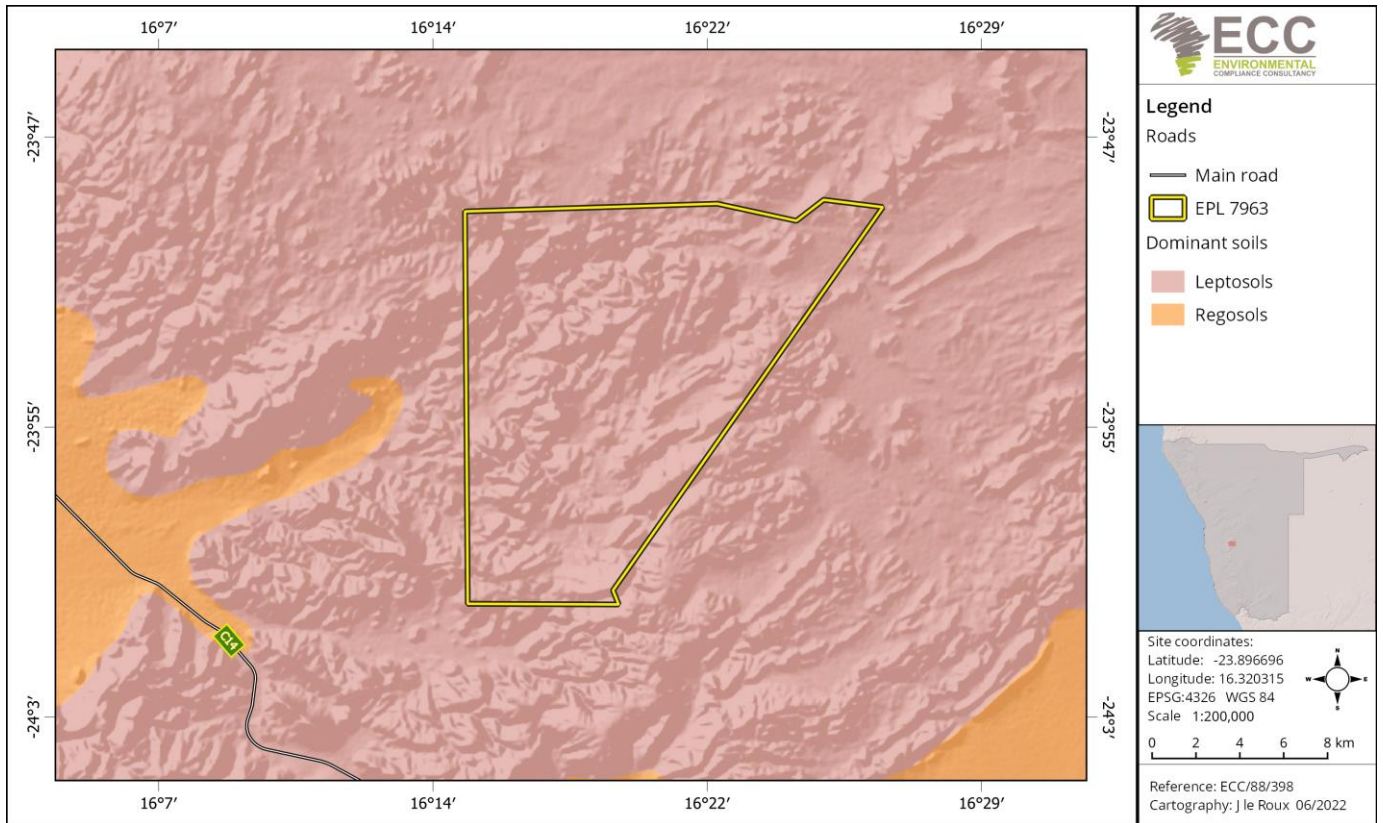 16°7′ 16°14′ 16°22′ 16°29′
-23°47′ -23°47′
-23°55′ -23°55′
-24°3′ -24°3′
C14
16°7′ 16°14′ 16°22′ 16°29′
ECC
ENVIRONMENTAL
COMPLIANCE CONSULTANCY
Legend
Roads
Main road
EPL 7963
Dominant soils
Leptosols
Regosols
Site coordinates:
Latitude: -23.896696
Longitude: 16.320315
EPSG:4326 WGS 84
Scale 1:200,000
N
W E
S
0 2 4 6 8 km
Reference: ECC/88/398
Cartography: J le Roux 06/2022